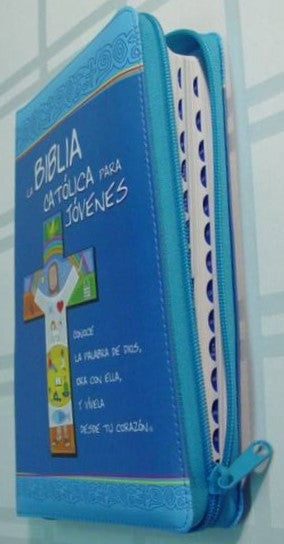 LA BIBLIA
CATÓLICA PARA
JÓVENES
CONOCE
LA PALABRA DE DIOS,
ORA CON ELLA,
Y VÍVELA
DESDE TU CORAZÓN.